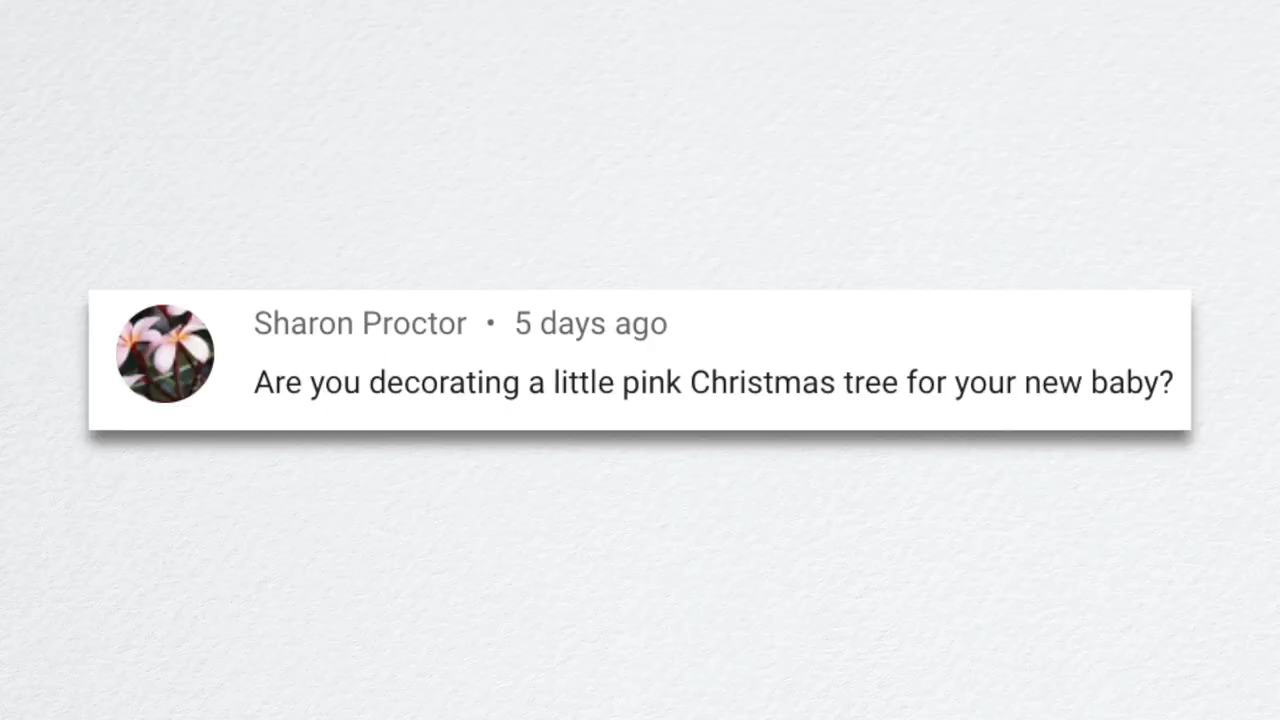 Sharon Proctor • 5 days ago
Are you decorating a little pink Christmas tree for your new baby?